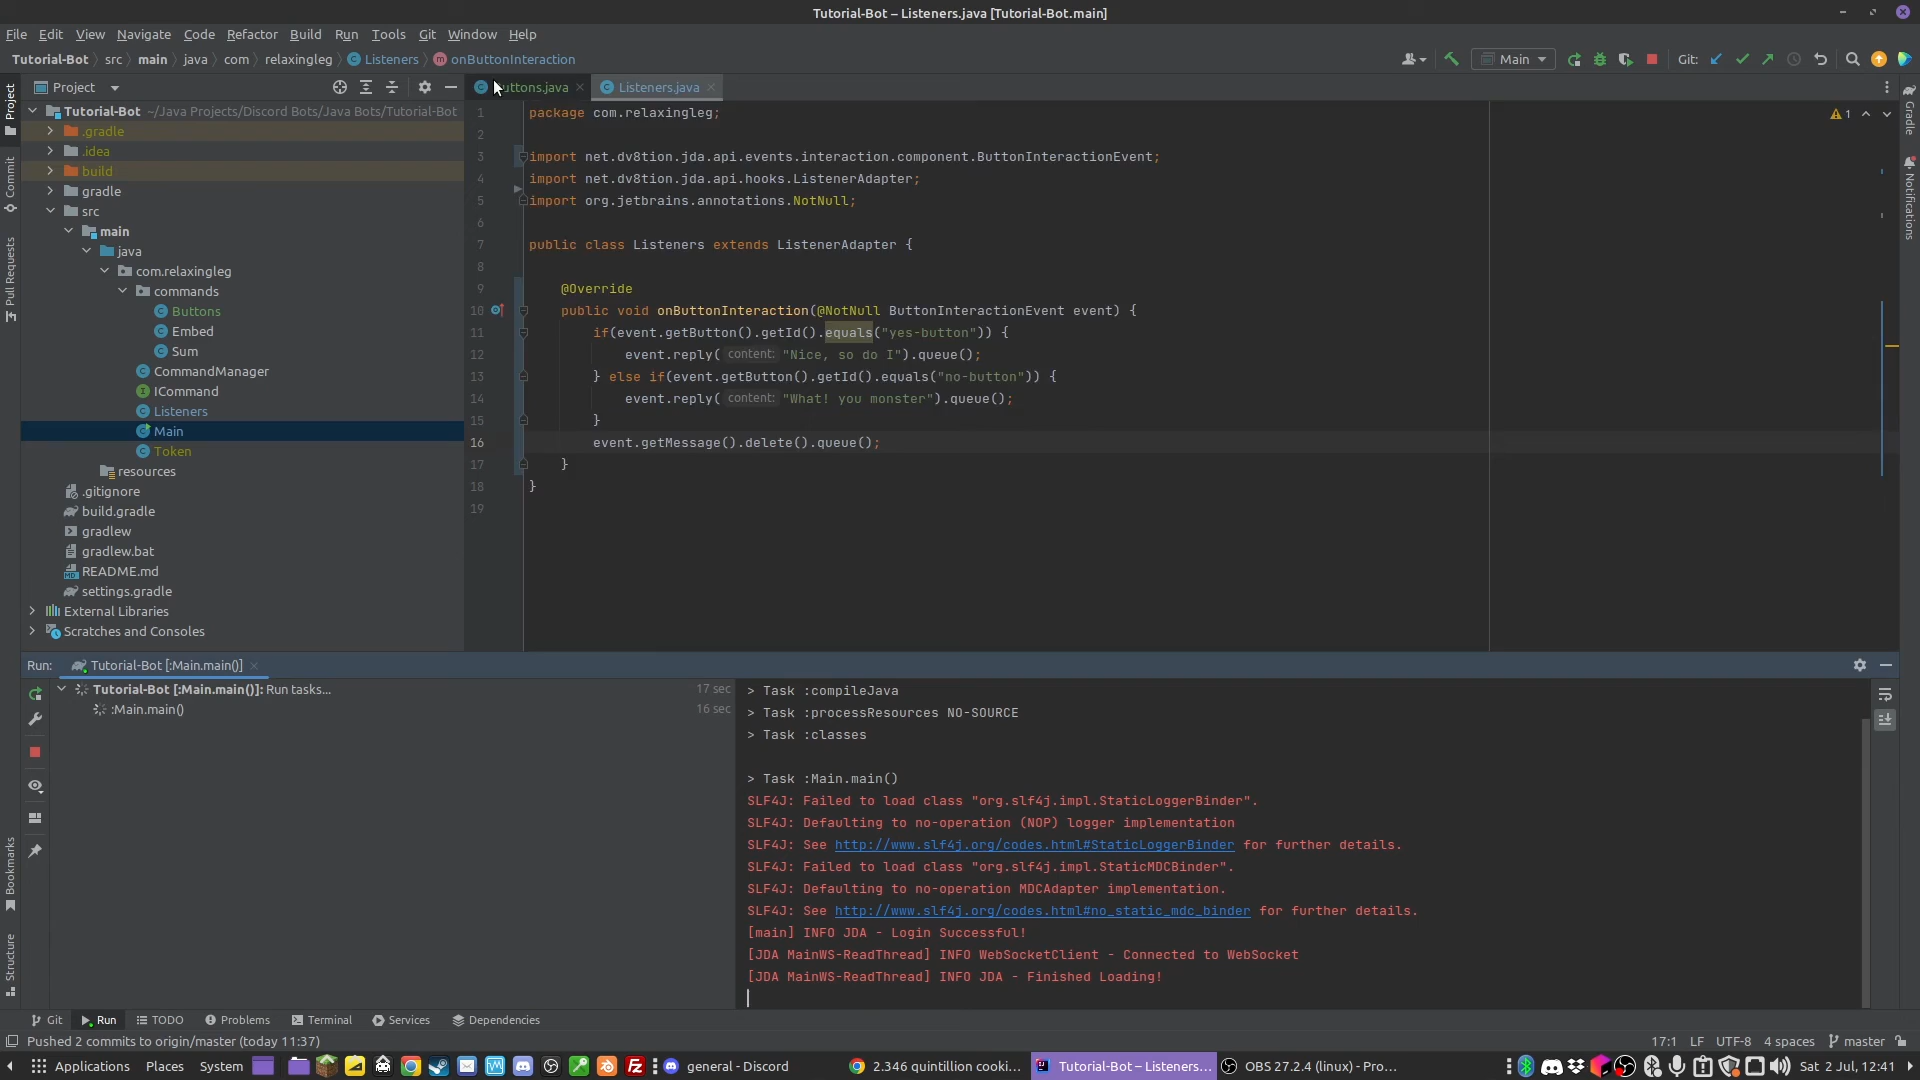 Tutorial-Bot – Listeners.java [Tutorial-Bot.main]
File Edit View Navigate Code Refactor Build Run Tools Git Window Help
Tutorial-Bot src main java com relaxingleg Listeners onButtonInteraction Main Git:
Project
uttons.java
Listeners.java
Tutorial-Bot ~/Java Projects/Discord Bots/Java Bots/Tutorial-Bot
.gradle
.idea
build
gradle
src
main
java
com.relaxingleg
commands
Buttons
Embed
Sum
CommandManager
ICommand
Listeners
Main
Token
resources
.gitignore
build.gradle
gradlew
gradlew.bat
README.md
settings.gradle
External Libraries
Scratches and Consoles
Project
Commit
Pull Requests
Bookmarks
Structure
1 package com.relaxingleg;
2
3 import net.dv8tion.jda.api.events.interaction.component.ButtonInteractionEvent;
4 import net.dv8tion.jda.api.hooks.ListenerAdapter;
5 import org.jetbrains.annotations.NotNull;
6
7 public class Listeners extends ListenerAdapter {
8
9 @Override
10 public void onButtonInteraction(@NotNull ButtonInteractionEvent event) {
11 if(event.getButton().getId().equals("yes-button")) {
12 event.reply( content: "Nice, so do I").queue();
13 } else if(event.getButton().getId().equals("no-button")) {
14 event.reply( content: "What! you monster").queue();
15 }
16 event.getMessage().delete().queue();
17 }
18 }
19
1
Gradle
Notifications
Run: Tutorial-Bot [:Main.main()]
Tutorial-Bot [:Main.main()]: Run tasks... 17 sec
:Main.main() 16 sec
> Task :compileJava
> Task :processResources NO-SOURCE
> Task :classes
> Task :Main.main()
SLF4J: Failed to load class "org.slf4j.impl.StaticLoggerBinder".
SLF4J: Defaulting to no-operation (NOP) logger implementation
SLF4J: See http://www.slf4j.org/codes.html#StaticLoggerBinder for further details.
SLF4J: Failed to load class "org.slf4j.impl.StaticMDCBinder".
SLF4J: Defaulting to no-operation MDCAdapter implementation.
SLF4J: See http://www.slf4j.org/codes.html#no_static_mdc_binder for further details.
[main] INFO JDA - Login Successful!
[JDA MainWS-ReadThread] INFO WebSocketClient - Connected to WebSocket
[JDA MainWS-ReadThread] INFO JDA - Finished Loading!
Git Run TODO Problems Terminal Services Dependencies
Pushed 2 commits to origin/master (today 11:37) 17:1 LF UTF-8 4 spaces master
Applications Places System general - Discord 2.346 quintillion cooki... Tutorial-Bot – Listeners... OBS 27.2.4 (linux) - Pro... Sat 2 Jul, 12:41